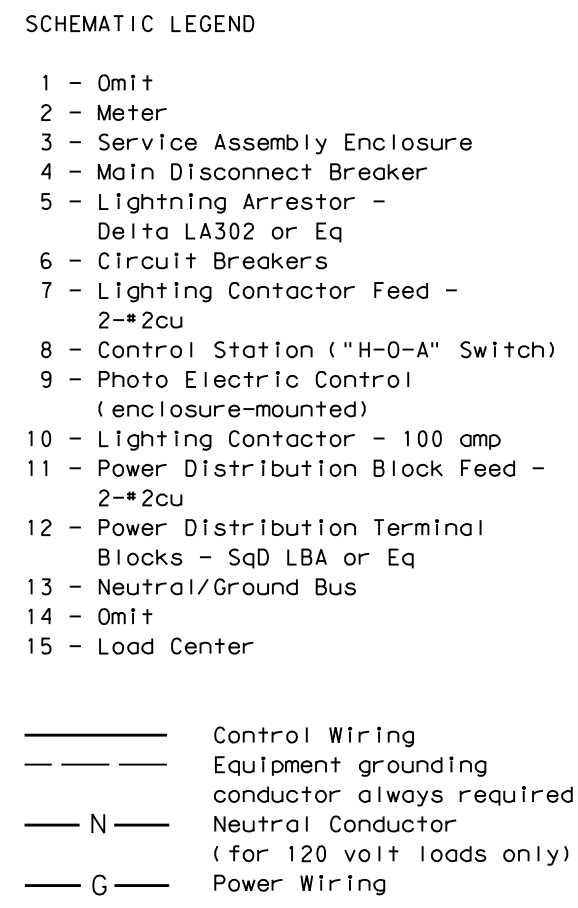 SCHEMATIC LEGEND
1 - Omit
2 - Meter
3 - Service Assembly Enclosure
4 - Main Disconnect Breaker
5 - Lightning Arrestor -
Delta LA302 or Eq
6 - Circuit Breakers
7 - Lighting Contactor Feed -
2-#2cu
8 - Control Station ("H-O-A" Switch)
9 - Photo Electric Control
(enclosure-mounted)
10 - Lighting Contactor - 100 amp
11 - Power Distribution Block Feed -
2-#2cu
12 - Power Distribution Terminal
Blocks - SqD LBA or Eq
13 - Neutral/Ground Bus
14 - Omit
15 - Load Center
Control Wiring
Equipment grounding
conductor always required
N Neutral Conductor
(for 120 volt loads only)
G Power Wiring